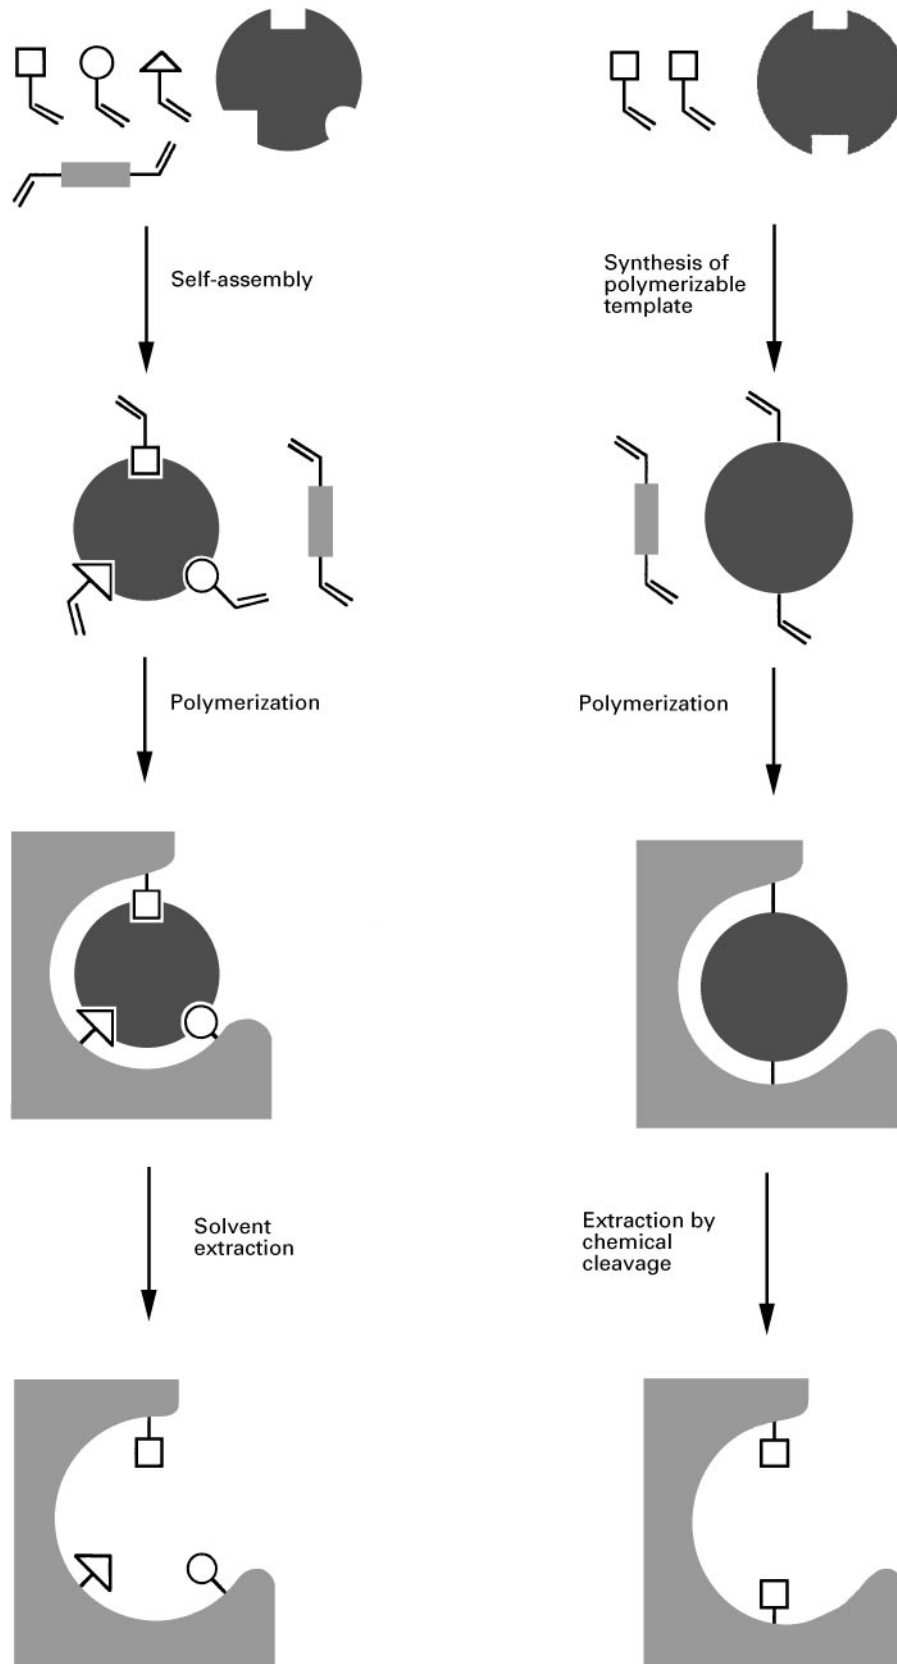 Self-assembly
Synthesis of
polymerizable
template
Polymerization
Polymerization
Solvent
extraction
Extraction by
chemical
cleavage